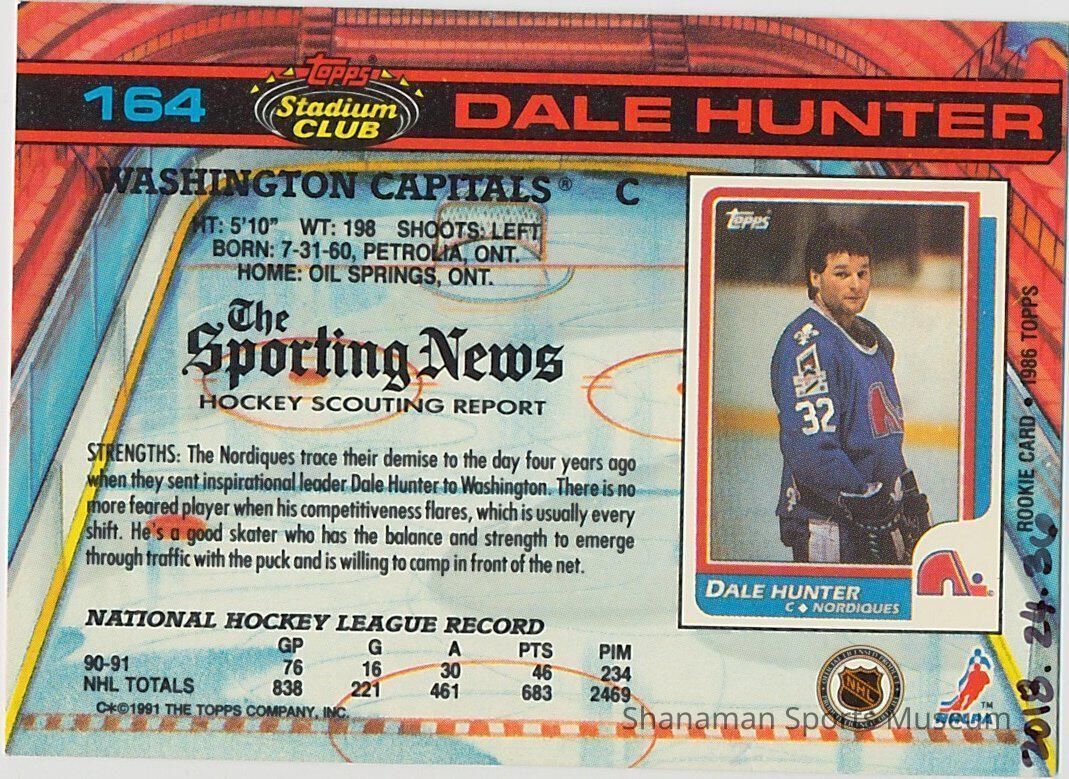 164
Topps
Stadium
CLUB
DALE HUNTER
WASHINGTON CAPITALS® C
HT: 5'10" WT: 198 SHOOTS: LEFT
BORN: 7-31-60, PETROLIA, ONT.
HOME: OIL SPRINGS, ONT.
The
Sporting News
HOCKEY SCOUTING REPORT
STRENGTHS: The Nordiques trace their demise to the day four years ago
when they sent inspirational leader Dale Hunter to Washington. There is no
more feared player when his competitiveness flares, which is usually every
shift. He's a good skater who has the balance and strength to emerge
through traffic with the puck and is willing to camp in front of the net.
NATIONAL HOCKEY LEAGUE RECORD
GP G A PTS PIM
90-91 76 16 30 46 234
NHL TOTALS 838 221 461 683 2469
C*©1991 THE TOPPS COMPANY, INC.
Topps
32
DALE HUNTER
C ◆ NORDIQUES
ROOKIE CARD • 1986 TOPPS
2018.24.36
NHL
NHLPA
TM
Shanaman Sports Museum